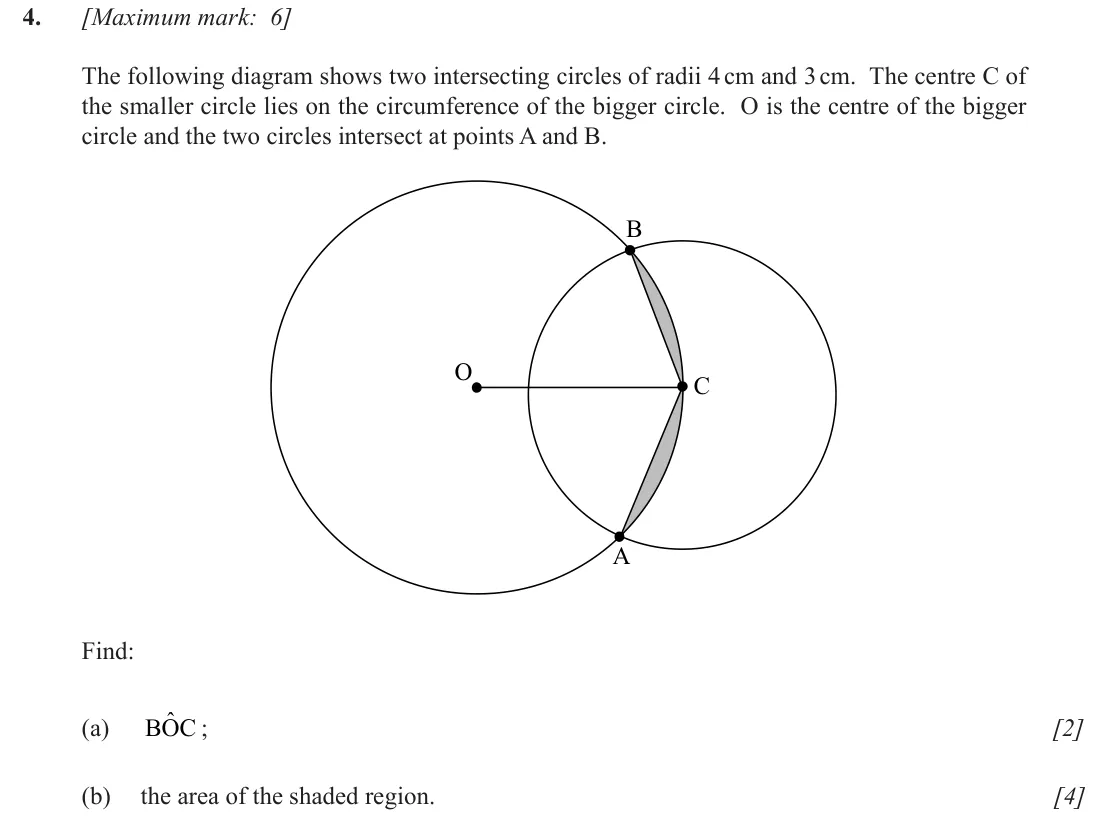 4. [Maximum mark: 6]
The following diagram shows two intersecting circles of radii 4 cm and 3 cm. The centre C of
the smaller circle lies on the circumference of the bigger circle. O is the centre of the bigger
circle and the two circles intersect at points A and B.
B
O
C
A
Find:
(a) BÔC ; [2]
(b) the area of the shaded region. [4]